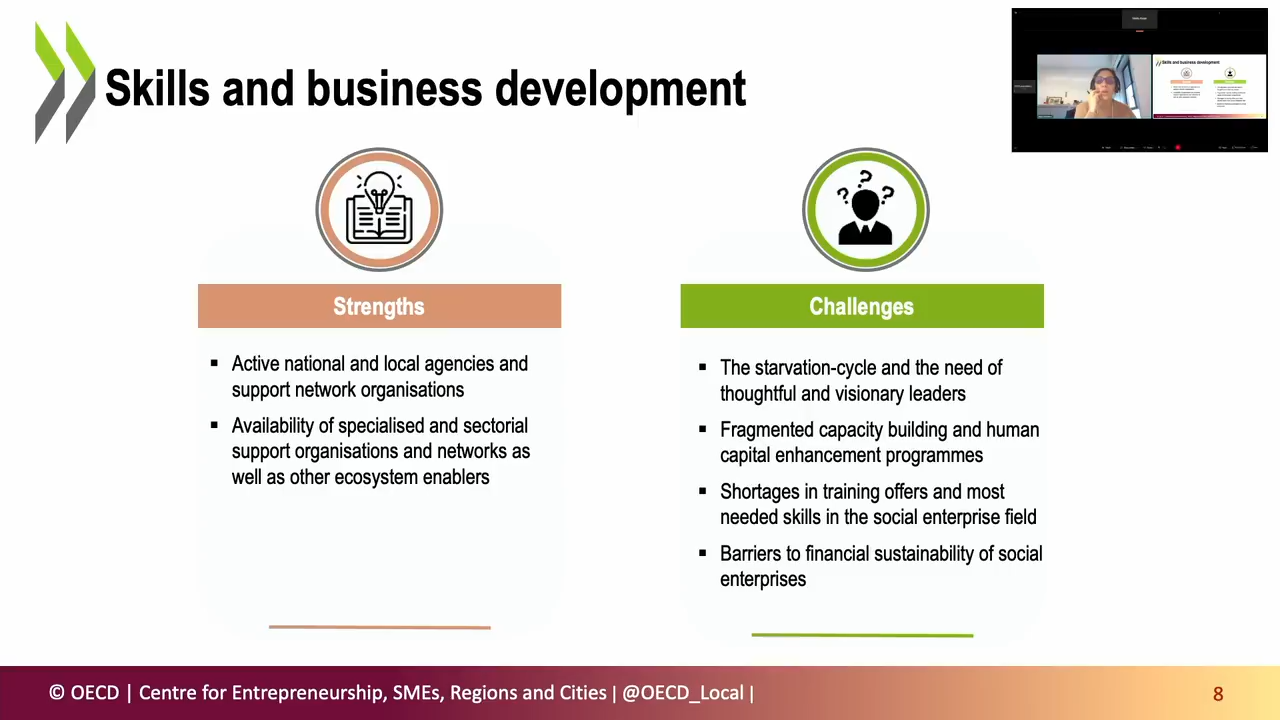 Skills and business development
Strengths
Active national and local agencies and
support network organisations
Availability of specialised and sectorial
support organisations and networks as
well as other ecosystem enablers
Challenges
The starvation-cycle and the need of
thoughtful and visionary leaders
Fragmented capacity building and human
capital enhancement programmes
Shortages in training offers and most
needed skills in the social enterprise field
Barriers to financial sustainability of social
enterprises
© OECD | Centre for Entrepreneurship, SMEs, Regions and Cities | @OECD_Local |
8
Skills and business development